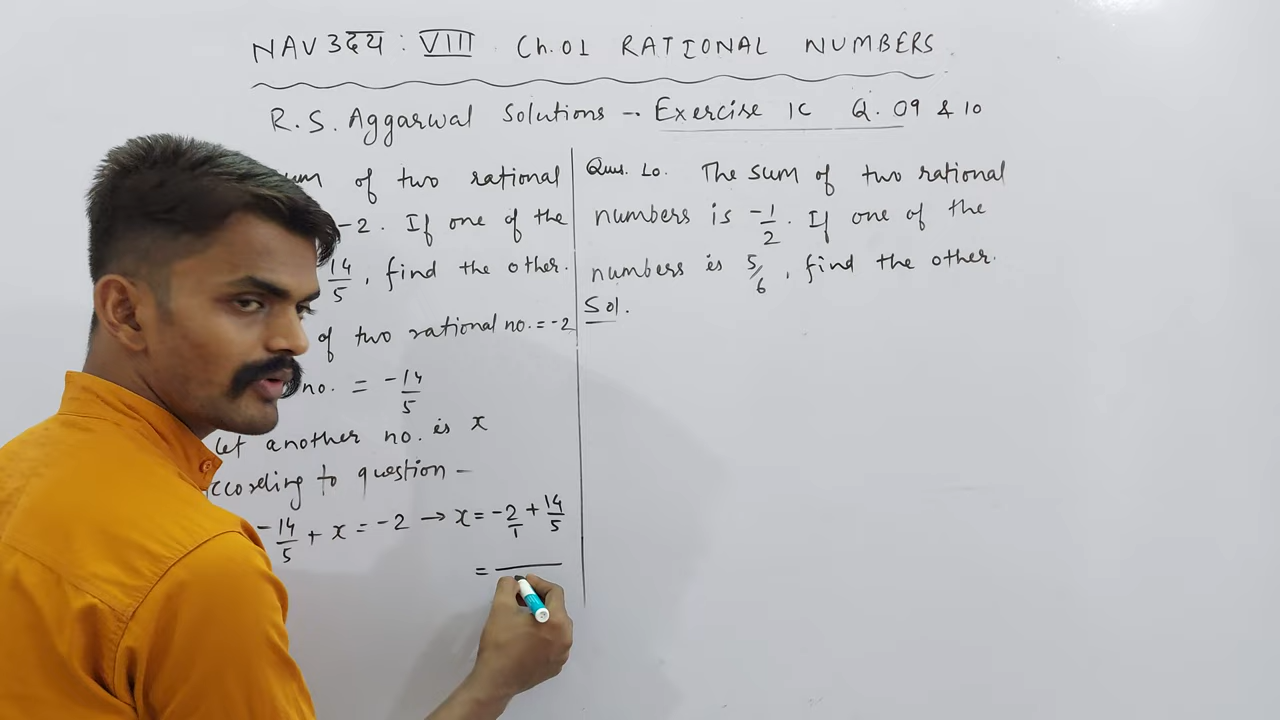 NAV उदय : VIII Ch.01 RATIONAL NUMBERS
R.S. Aggarwal Solutions → Exercise 1C Q. 09 & 10
of two rational
-2. If one of the
14/5, find the other.
of two rational no. = -2
no. = -14/5
let another no. is x
ccording to question -
-14/5 + x = -2 → x = -2/1 + 14/5
=
Ques. 10. The sum of two rational
numbers is -1/2. If one of the
numbers is 5/6, find the other.
Sol.